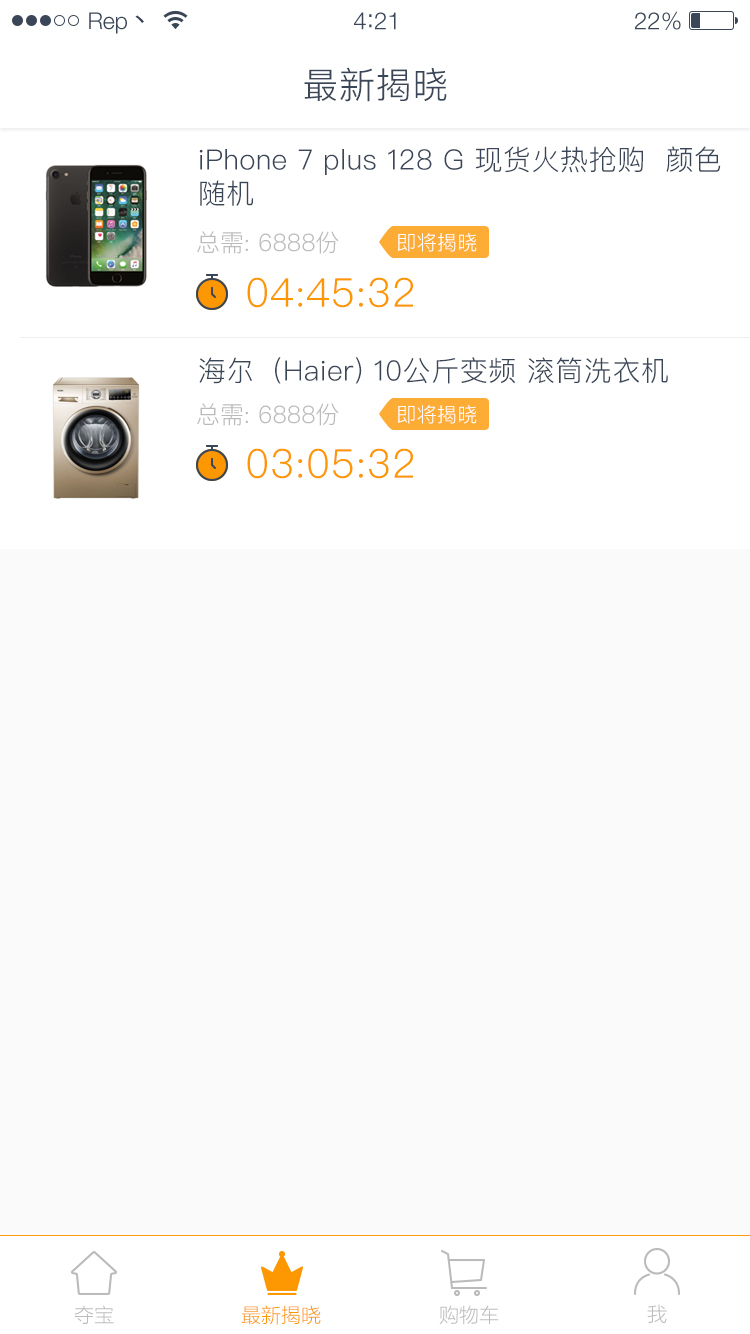 Rep 4:21 22%
最新揭晓
iPhone 7 plus 128 G 现货火热抢购 颜色
随机
总需: 6888份 即将揭晓
04:45:32
海尔 (Haier) 10公斤变频 滚筒洗衣机
总需: 6888份 即将揭晓
03:05:32
夺宝 最新揭晓 购物车 我